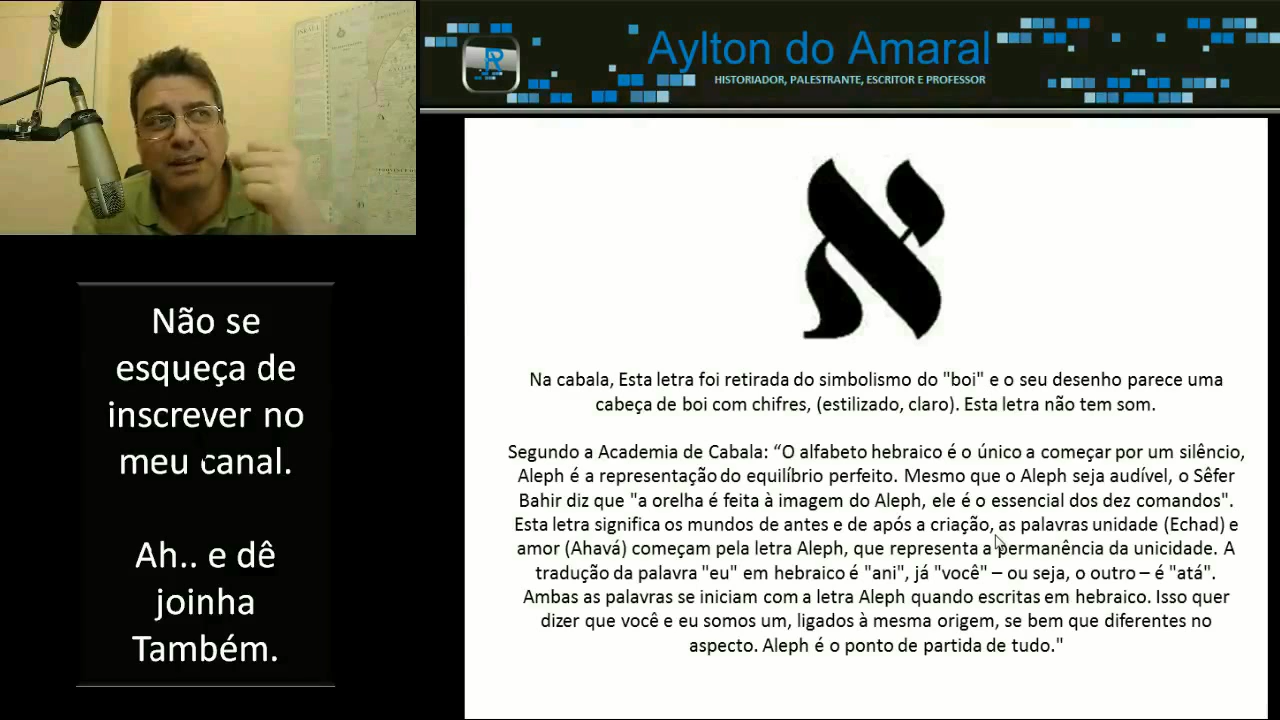 Aylton do Amaral
HISTORIADOR, PALESTRANTE, ESCRITOR E PROFESSOR
א
Na cabala, Esta letra foi retirada do simbolismo do "boi" e o seu desenho parece uma
cabeça de boi com chifres, (estilizado, claro). Esta letra não tem som.
Segundo a Academia de Cabala: “O alfabeto hebraico é o único a começar por um silêncio,
Aleph é a representação do equilíbrio perfeito. Mesmo que o Aleph seja audível, o Sêfer
Bahir diz que "a orelha é feita à imagem do Aleph, ele é o essencial dos dez comandos".
Esta letra significa os mundos de antes e de após a criação, as palavras unidade (Echad) e
amor (Ahavá) começam pela letra Aleph, que representa a permanência da unicidade. A
tradução da palavra "eu" em hebraico é "ani", já "você" – ou seja, o outro – é "atá".
Ambas as palavras se iniciam com a letra Aleph quando escritas em hebraico. Isso quer
dizer que você e eu somos um, ligados à mesma origem, se bem que diferentes no
aspecto. Aleph é o ponto de partida de tudo."
Não se
esqueça de
inscrever no
meu canal.
Ah.. e dê
joinha
Também.